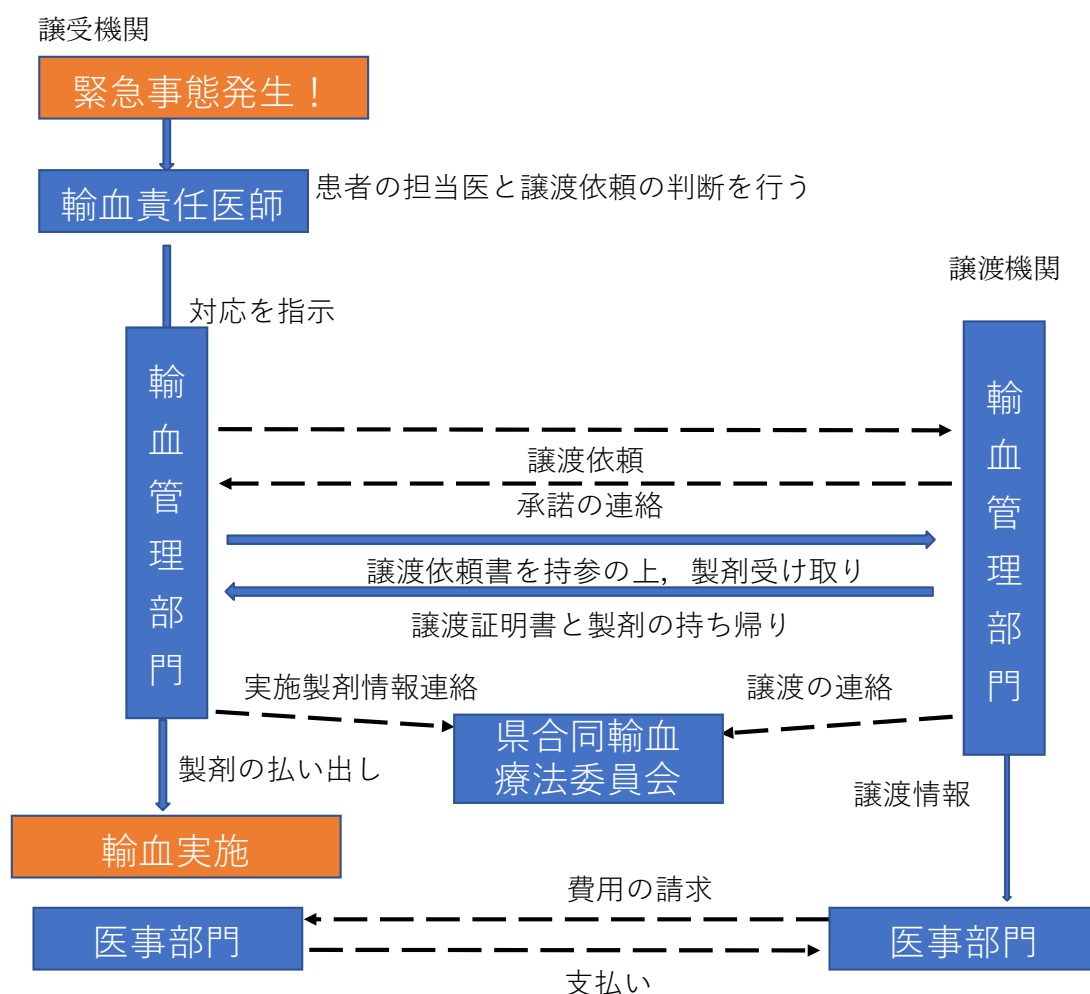 譲受機関
緊急事態発生！
輸血責任医師
患者の担当医と譲渡依頼の判断を行う
対応を指示
譲渡機関
輸血管理部門
輸血管理部門
譲渡依頼
承諾の連絡
譲渡依頼書を持参の上，製剤受け取り
譲渡証明書と製剤の持ち帰り
実施製剤情報連絡
譲渡の連絡
県合同輸血
療法委員会
製剤の払い出し
譲渡情報
輸血実施
費用の請求
医事部門
医事部門
支払い